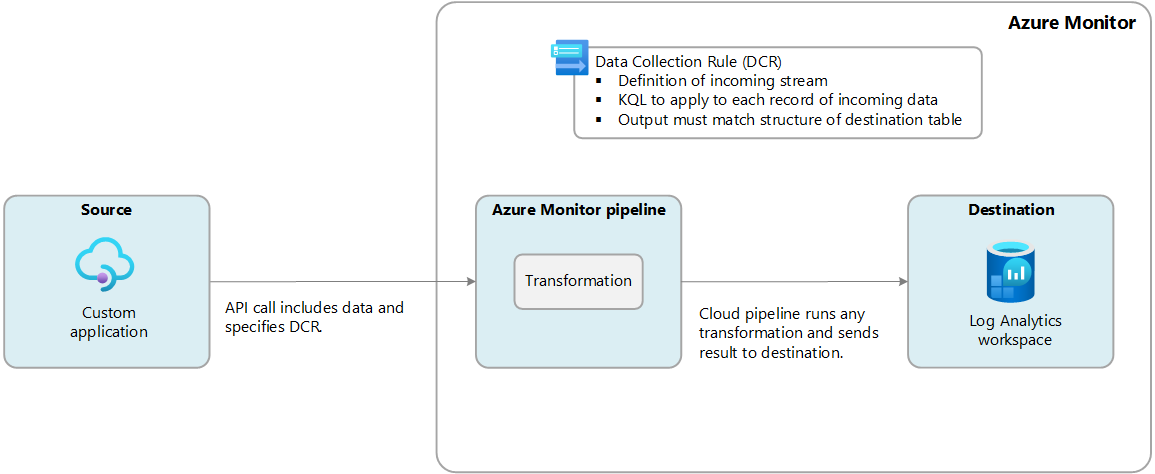 Azure Monitor
Data Collection Rule (DCR)
▪ Definition of incoming stream
▪ KQL to apply to each record of incoming data
▪ Output must match structure of destination table
Source
Custom
application
API call includes data and
specifies DCR.
Azure Monitor pipeline
Transformation
Cloud pipeline runs any
transformation and sends
result to destination.
Destination
Log Analytics
workspace